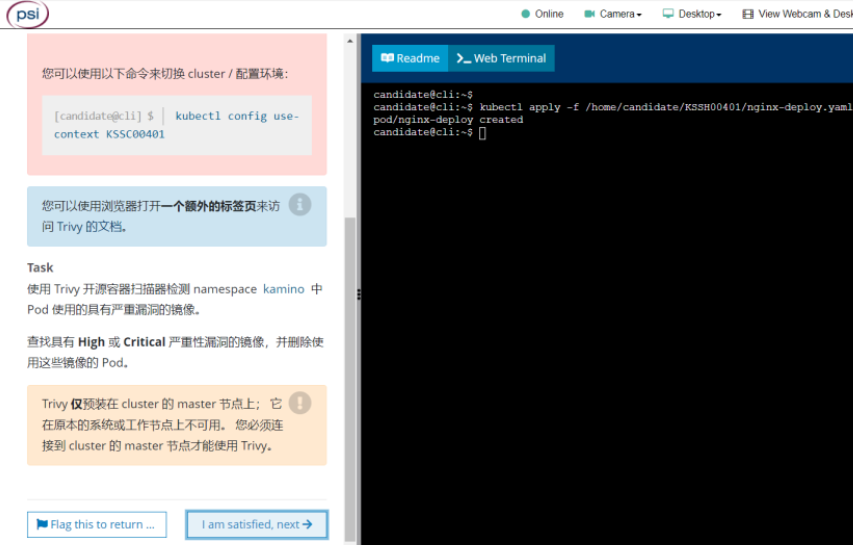 psi
Online Camera Desktop View Webcam & Desk
您可以使用以下命令来切换 cluster / 配置环境：
[candidate@cli] $ | kubectl config use-
context KSSC00401
您可以使用浏览器打开一个额外的标签页来访
问 Trivy 的文档。
Task
使用 Trivy 开源容器扫描器检测 namespace kamino 中
Pod 使用的具有严重漏洞的镜像。
查找具有 High 或 Critical 严重性漏洞的镜像，并删除使
用这些镜像的 Pod。
Trivy 仅预装在 cluster 的 master 节点上； 它
在原本的系统或工作节点上不可用。 您必须连
接到 cluster 的 master 节点才能使用 Trivy。
Flag this to return ... I am satisfied, next
Readme >_ Web Terminal
candidate@cli:~$
candidate@cli:~$ kubectl apply -f /home/candidate/KSSH00401/nginx-deploy.yaml
pod/nginx-deploy created
candidate@cli:~$